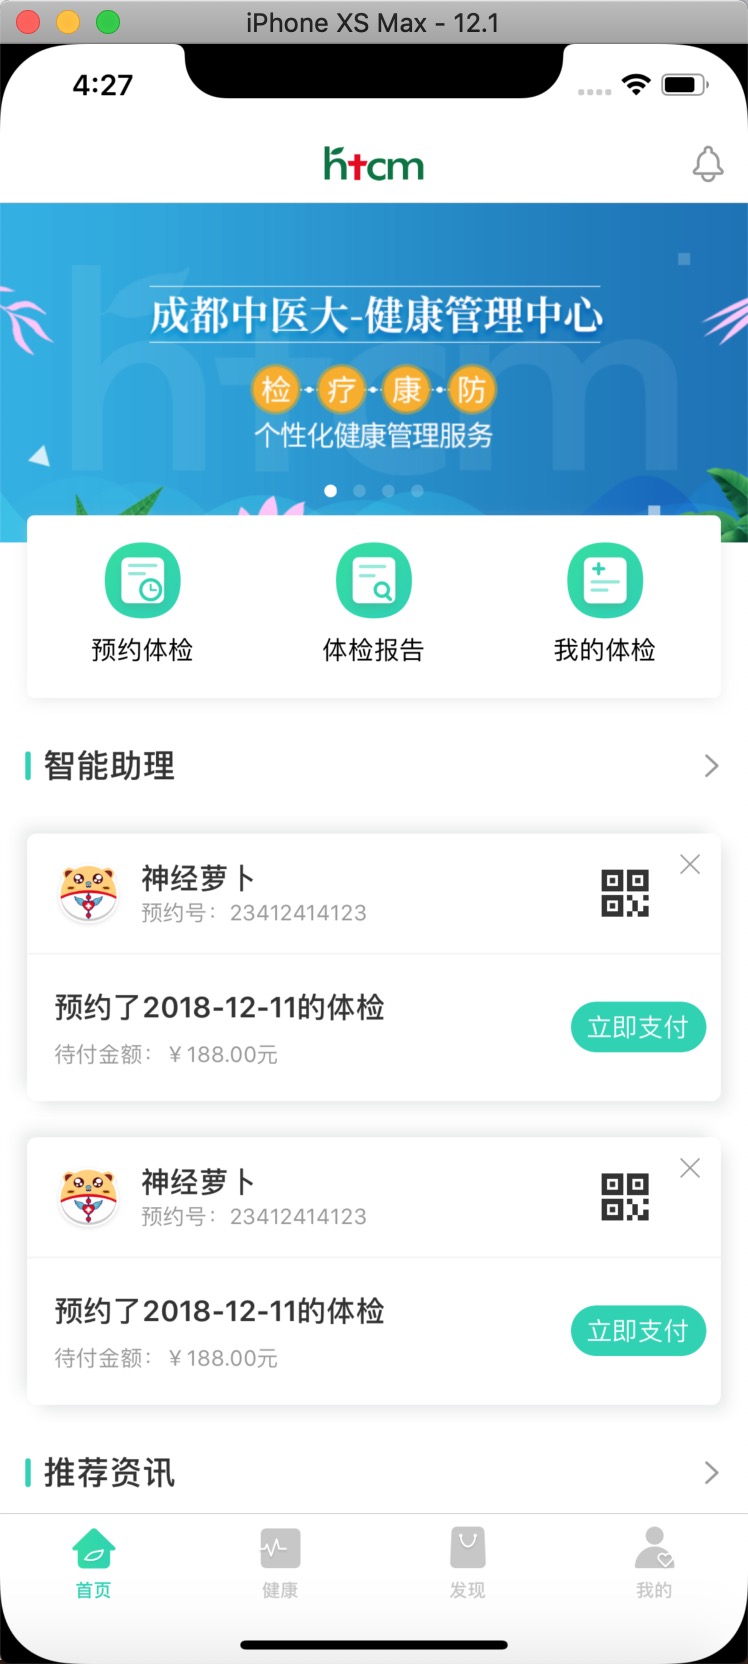 iPhone XS Max - 12.1
4:27
htcm
成都中医大-健康管理中心
检·疗·康·防
个性化健康管理服务
预约体检 体检报告 我的体检
智能助理
神经萝卜
预约号：23412414123
预约了2018-12-11的体检
待付金额：￥188.00元
立即支付
神经萝卜
预约号：23412414123
预约了2018-12-11的体检
待付金额：￥188.00元
立即支付
推荐资讯
首页 健康 发现 我的